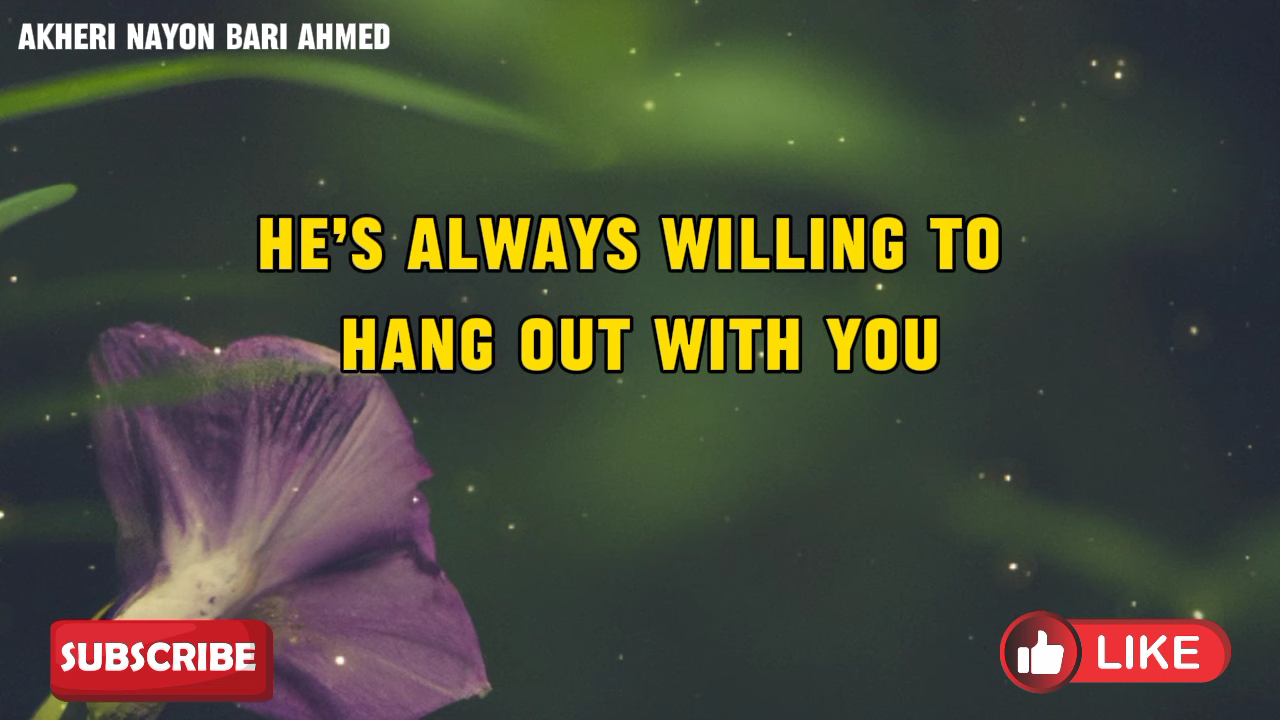 AKHERI NAYON BARI AHMED
HE'S ALWAYS WILLING TO
HANG OUT WITH YOU
SUBSCRIBE
LIKE